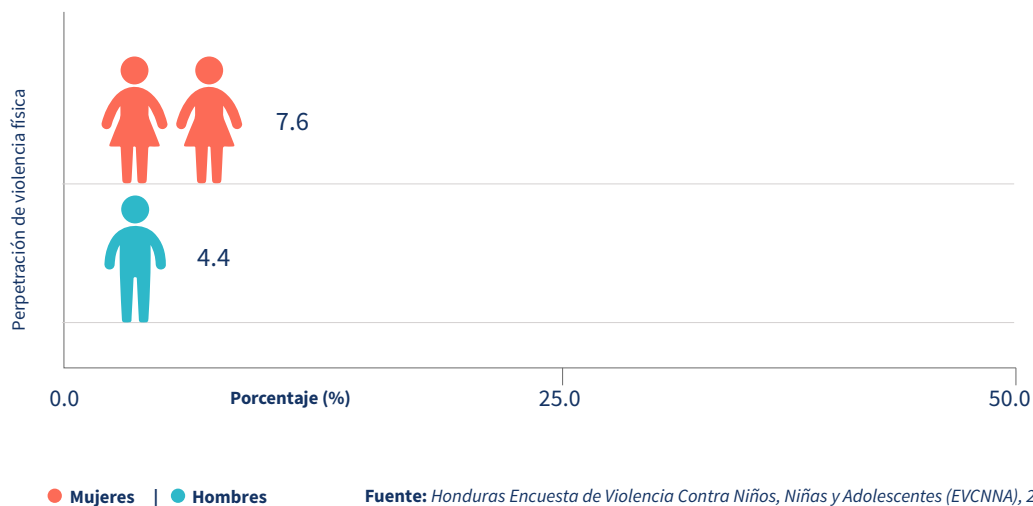 Perpetración de violencia física
7.6
4.4
0.0
Porcentaje (%)
25.0
50.0
Mujeres | Hombres
Fuente: Honduras Encuesta de Violencia Contra Niños, Niñas y Adolescentes (EVCNNA), 2